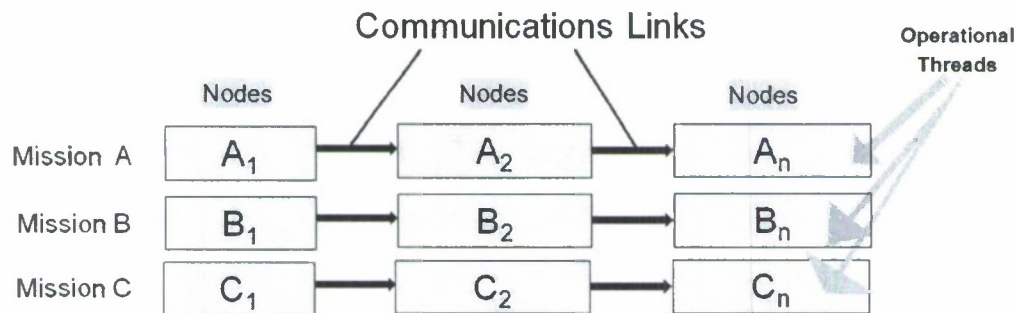 Communications Links
Operational
Threads
Nodes Nodes Nodes
Mission A A₁ A₂ Aₙ
Mission B B₁ B₂ Bₙ
Mission C C₁ C₂ Cₙ